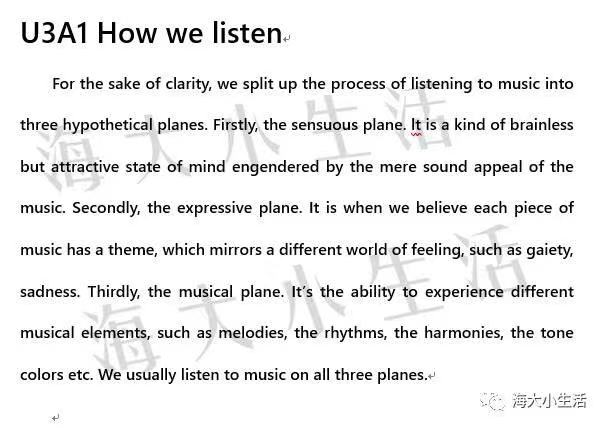 U3A1 How we listen
For the sake of clarity, we split up the process of listening to music into
three hypothetical planes. Firstly, the sensuous plane. It is a kind of brainless
but attractive state of mind engendered by the mere sound appeal of the
music. Secondly, the expressive plane. It is when we believe each piece of
music has a theme, which mirrors a different world of feeling, such as gaiety,
sadness. Thirdly, the musical plane. It’s the ability to experience different
musical elements, such as melodies, the rhythms, the harmonies, the tone
colors etc. We usually listen to music on all three planes.
海大小生活
海大小生活
海大小生活